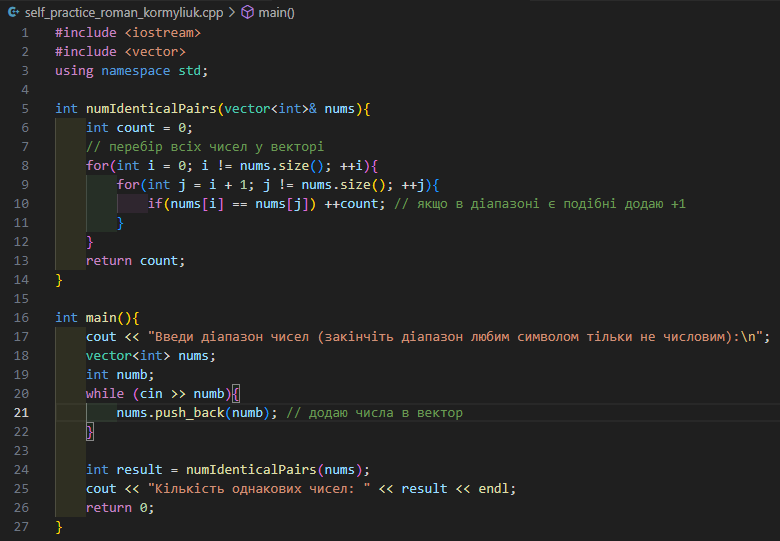 self_practice_roman_kormyliuk.cpp > main()
1 #include <iostream>
2 #include <vector>
3 using namespace std;
4
5 int numIdenticalPairs(vector<int>& nums){
6     int count = 0;
7     // перебір всіх чисел у векторі
8     for(int i = 0; i != nums.size(); ++i){
9         for(int j = i + 1; j != nums.size(); ++j){
10             if(nums[i] == nums[j]) ++count; // якщо в діапазоні є подібні додаю +1
11         }
12     }
13     return count;
14 }
15
16 int main(){
17     cout << "Введи діапазон чисел (закінчіть діапазон любим символом тільки не числовим):\n";
18     vector<int> nums;
19     int numb;
20     while (cin >> numb){
21         nums.push_back(numb); // додаю числа в вектор
22     }
23
24     int result = numIdenticalPairs(nums);
25     cout << "Кількість однакових чисел: " << result << endl;
26     return 0;
27 }